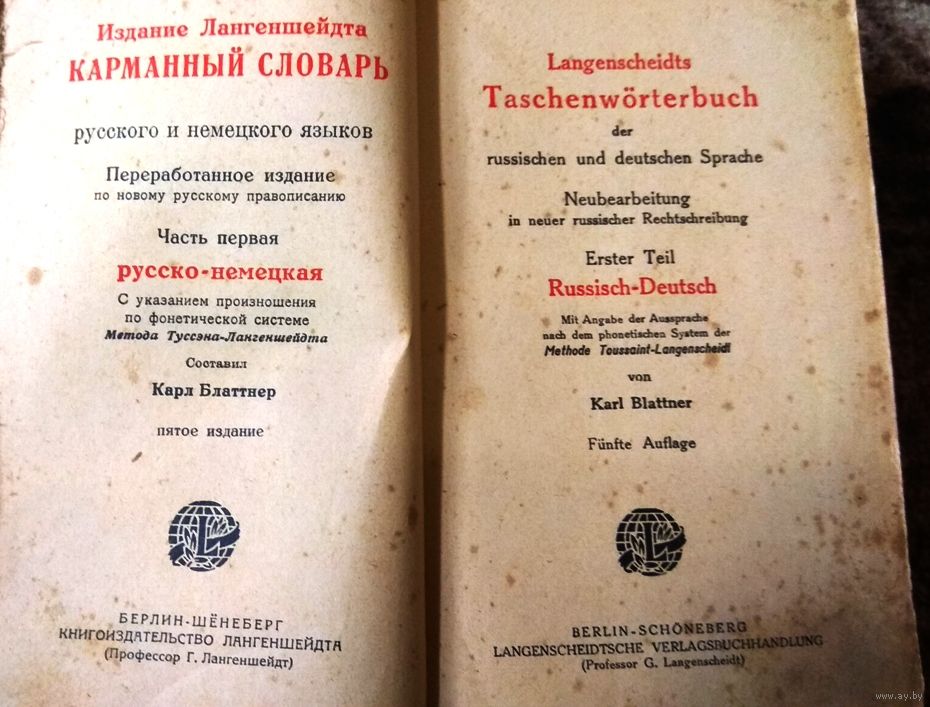 Издание Лангеншейдта
КАРМАННЫЙ СЛОВАРЬ
русского и немецкого языков
Переработанное издание
по новому русскому правописанию
Часть первая
русско-немецкая
С указанием произношения
по фонетической системе
Метода Туссэна-Лангеншейдта
Составил
Карл Блаттнер
пятое издание
L
БЕРЛИН-ШЁНЕБЕРГ
КНИГОИЗДАТЕЛЬСТВО ЛАНГЕНШЕЙДТА
(Профессор Г. Лангеншейдт)
Langenscheidts
Taschenwörterbuch
der
russischen und deutschen Sprache
Neubearbeitung
in neuer russischer Rechtschreibung
Erster Teil
Russisch-Deutsch
Mit Angabe der Aussprache
nach dem phonetischen System der
Methode Toussaint-Langenscheidt
von
Karl Blattner
Fünfte Auflage
L
BERLIN-SCHÖNEBERG
LANGENSCHEIDTSCHE VERLAGSBUCHHANDLUNG
(Professor G. Langenscheidt)
www.ay.by